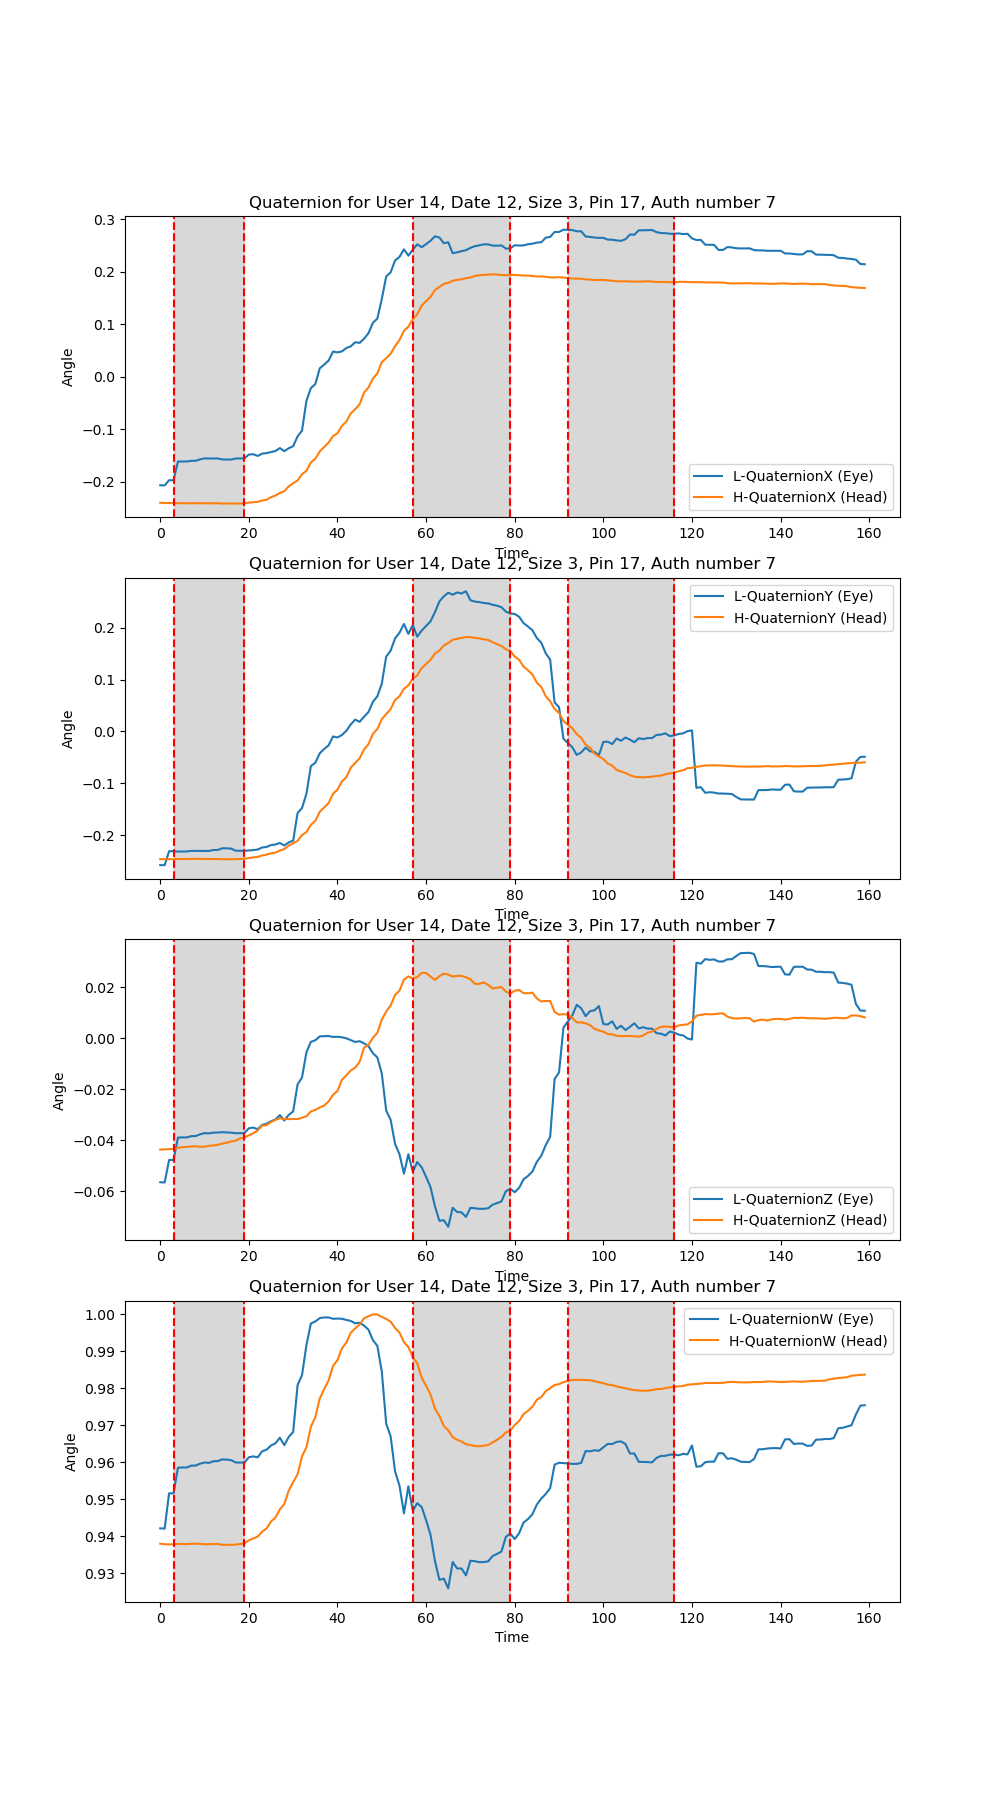 Quaternion for User 14, Date 12, Size 3, Pin 17, Auth number 7
0.3
0.2
0.1
0.0
−0.1
−0.2
Angle
L-QuaternionX (Eye)
H-QuaternionX (Head)
0 20 40 60 80 100 120 140 160
Time
Quaternion for User 14, Date 12, Size 3, Pin 17, Auth number 7
L-QuaternionY (Eye)
H-QuaternionY (Head)
0.2
0.1
0.0
−0.1
−0.2
Angle
0 20 40 60 80 100 120 140 160
Time
Quaternion for User 14, Date 12, Size 3, Pin 17, Auth number 7
0.02
0.00
−0.02
−0.04
−0.06
Angle
L-QuaternionZ (Eye)
H-QuaternionZ (Head)
0 20 40 60 80 100 120 140 160
Time
Quaternion for User 14, Date 12, Size 3, Pin 17, Auth number 7
L-QuaternionW (Eye)
H-QuaternionW (Head)
1.00
0.99
0.98
0.97
0.96
0.95
0.94
0.93
Angle
0 20 40 60 80 100 120 140 160
Time